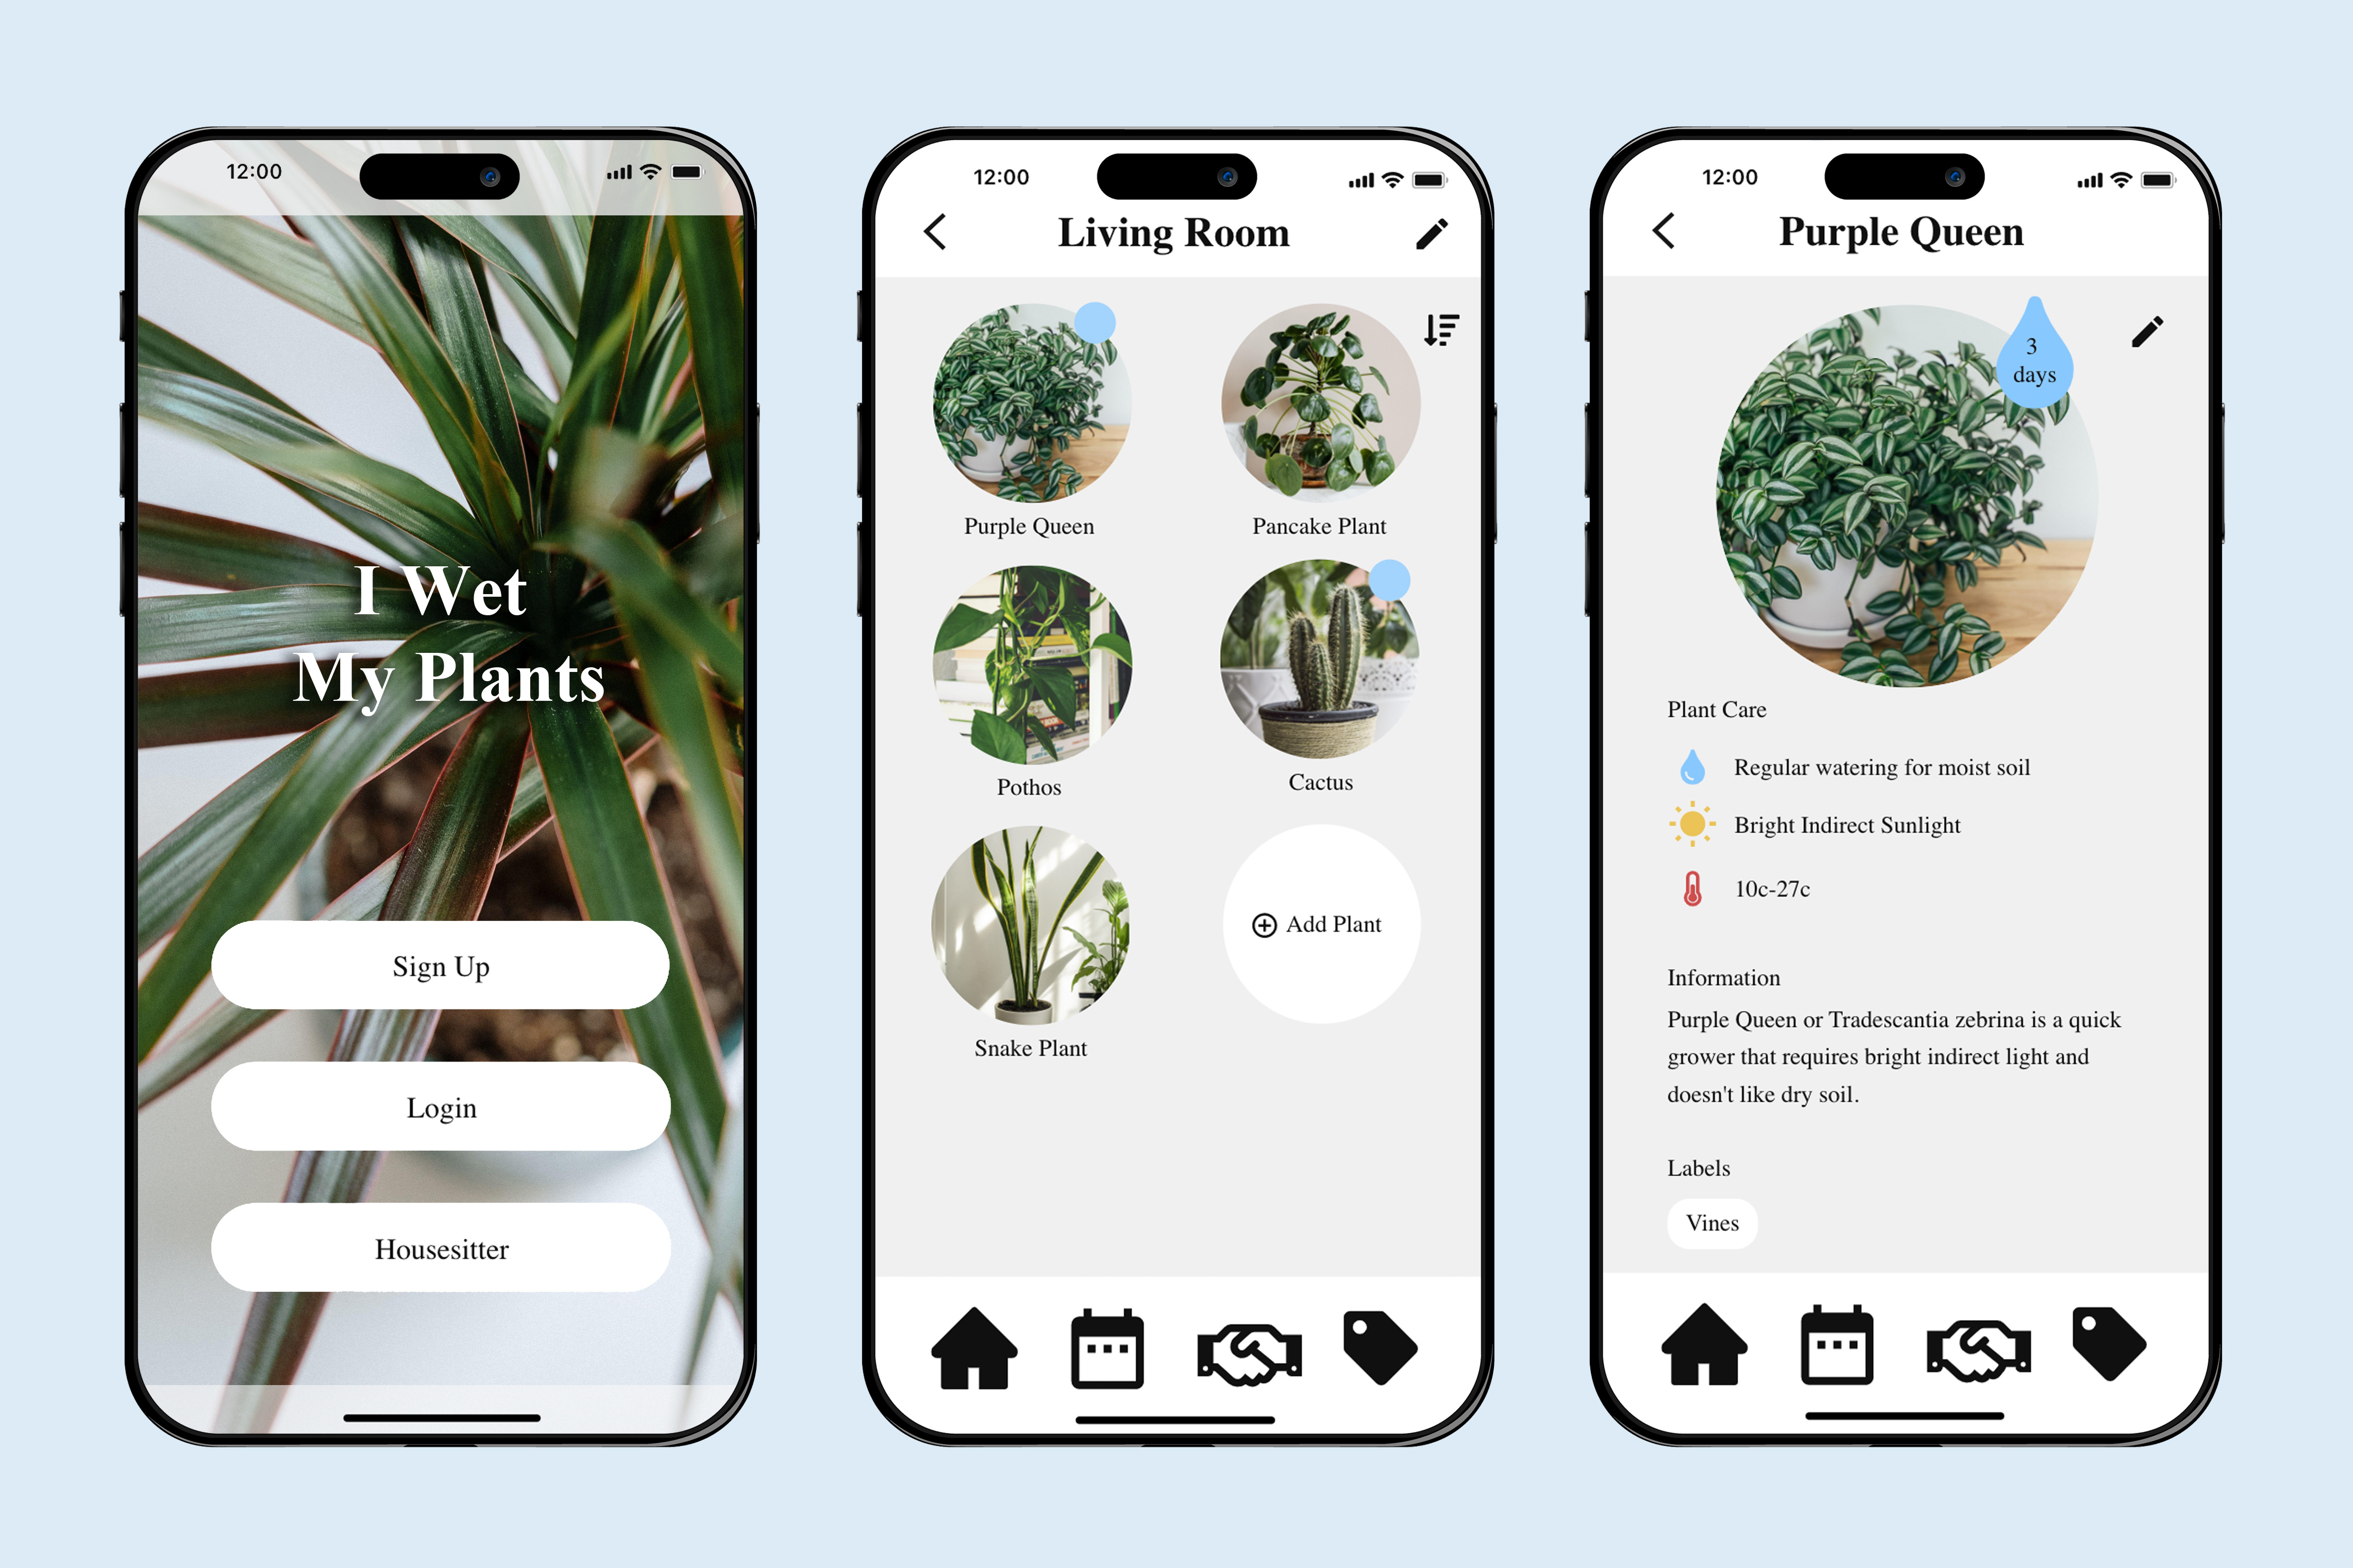 12:00
I Wet
My Plants
Sign Up
Login
Housesitter
12:00
Living Room
Purple Queen
Pancake Plant
Pothos
Cactus
Add Plant
Snake Plant
12:00
Purple Queen
3
days
Plant Care
Regular watering for moist soil
Bright Indirect Sunlight
10c-27c
Information
Purple Queen or Tradescantia zebrina is a quick
grower that requires bright indirect light and
doesn't like dry soil.
Labels
Vines